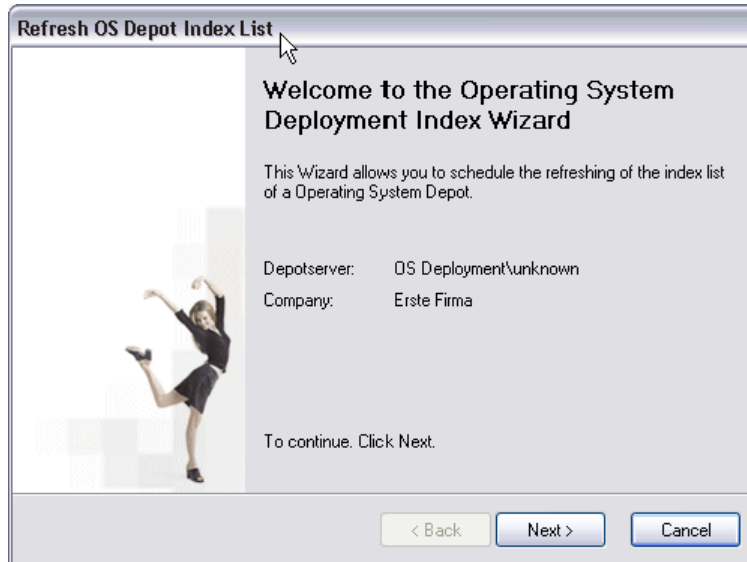 Refresh OS Depot Index List
Welcome to the Operating System
Deployment Index Wizard
This Wizard allows you to schedule the refreshing of the index list
of a Operating System Depot.
Depotserver: OS Deployment\unknown
Company: Erste Firma
To continue. Click Next.
< Back Next > Cancel